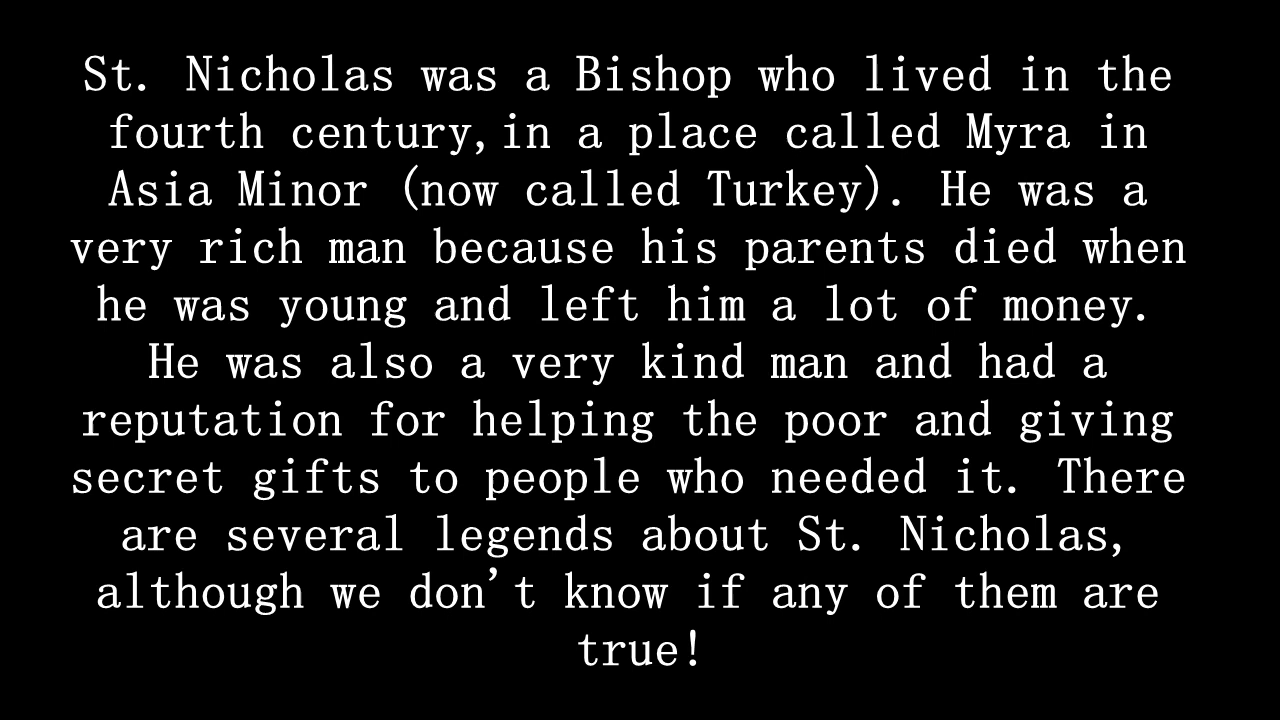 St. Nicholas was a Bishop who lived in the
fourth century,in a place called Myra in
Asia Minor (now called Turkey). He was a
very rich man because his parents died when
he was young and left him a lot of money.
He was also a very kind man and had a
reputation for helping the poor and giving
secret gifts to people who needed it. There
are several legends about St. Nicholas,
although we don't know if any of them are
true!